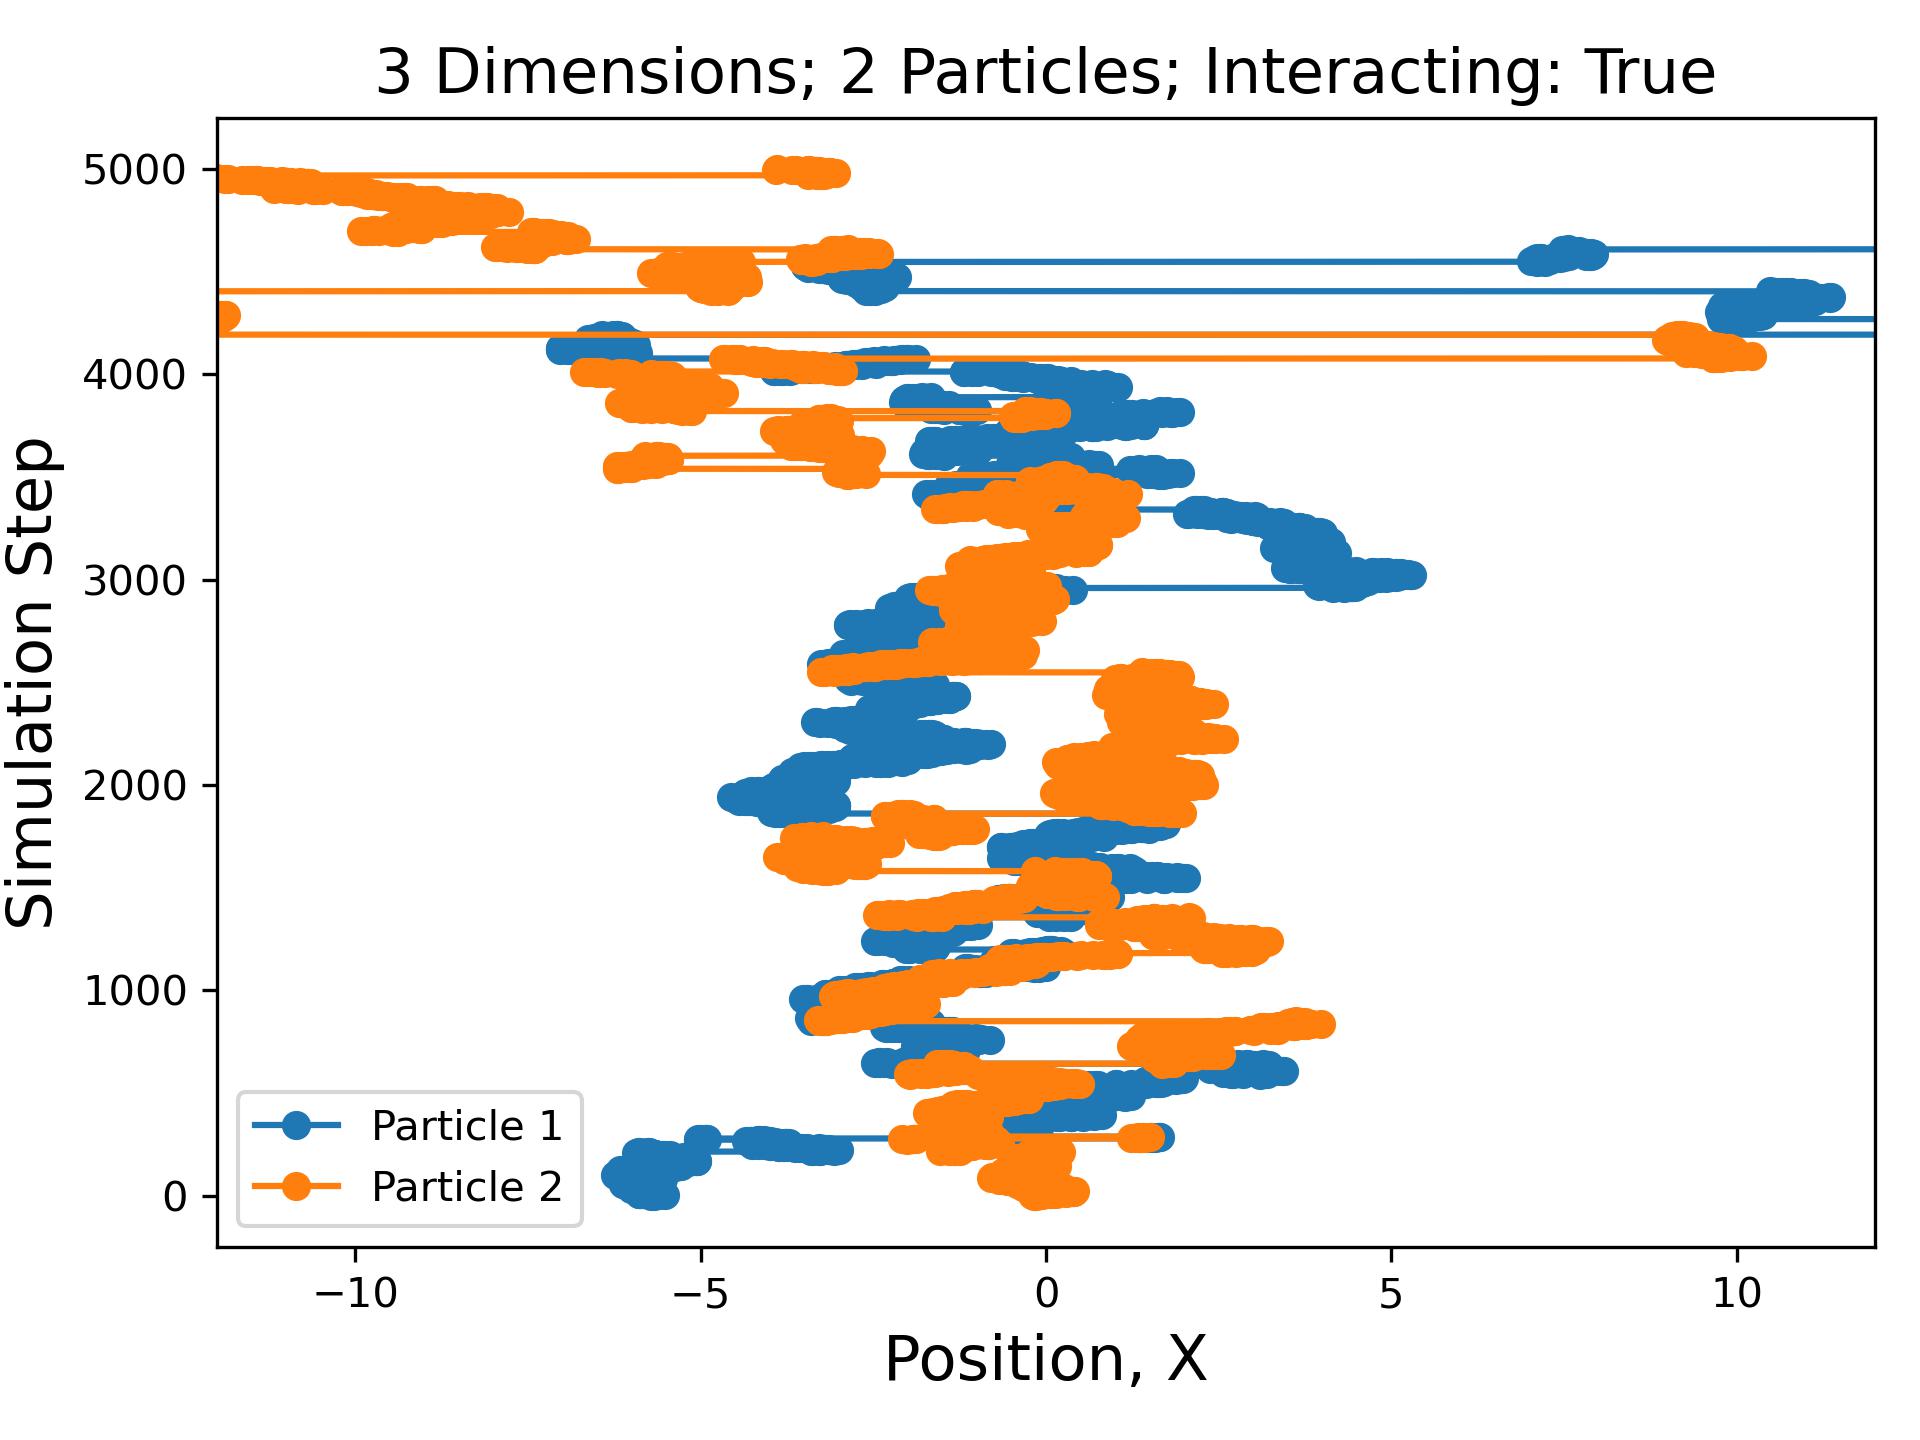 3 Dimensions; 2 Particles; Interacting: True
Simulation Step
5000
4000
3000
2000
1000
0
Particle 1
Particle 2
−10 −5 0 5 10
Position, X